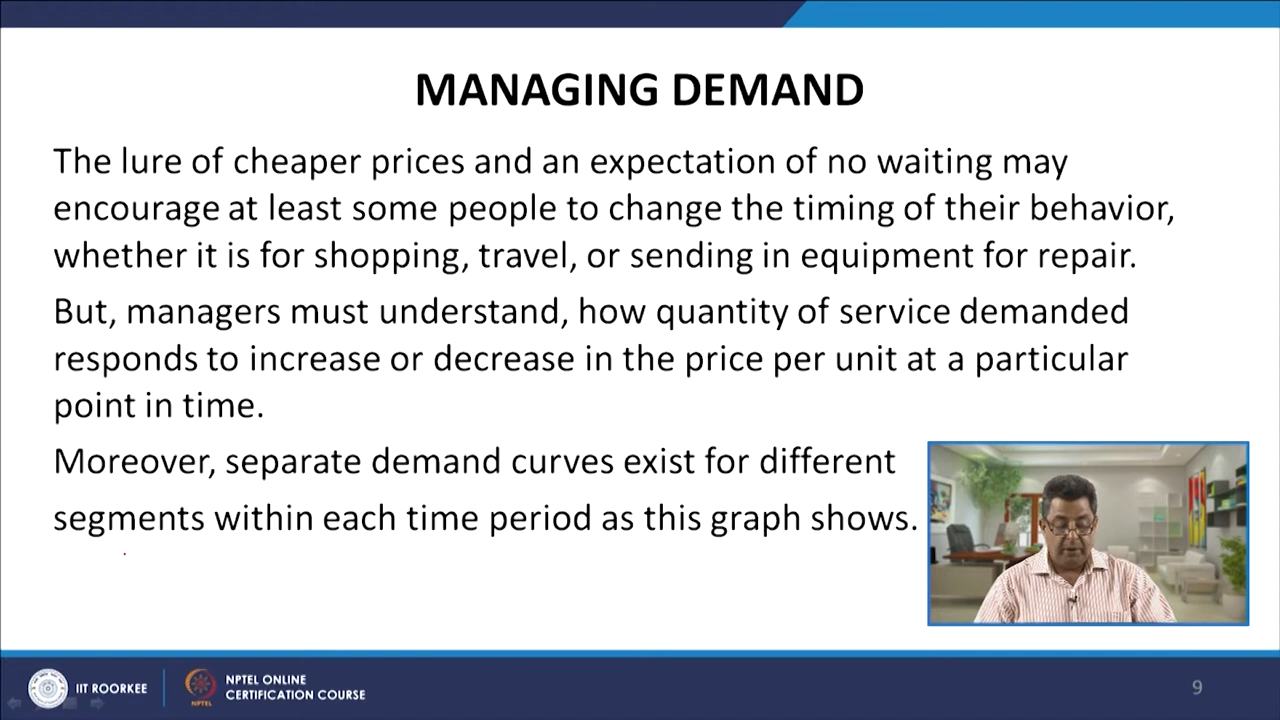 MANAGING DEMAND
The lure of cheaper prices and an expectation of no waiting may
encourage at least some people to change the timing of their behavior,
whether it is for shopping, travel, or sending in equipment for repair.
But, managers must understand, how quantity of service demanded
responds to increase or decrease in the price per unit at a particular
point in time.
Moreover, separate demand curves exist for different
segments within each time period as this graph shows.
IIT ROORKEE
NPTEL
NPTEL ONLINE
CERTIFICATION COURSE
9